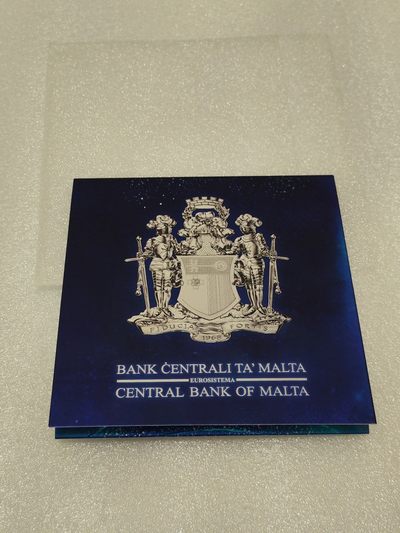 FIDUCIA FORTIS
1968
BANK ĊENTRALI TA' MALTA
EUROSISTEMA
CENTRAL BANK OF MALTA